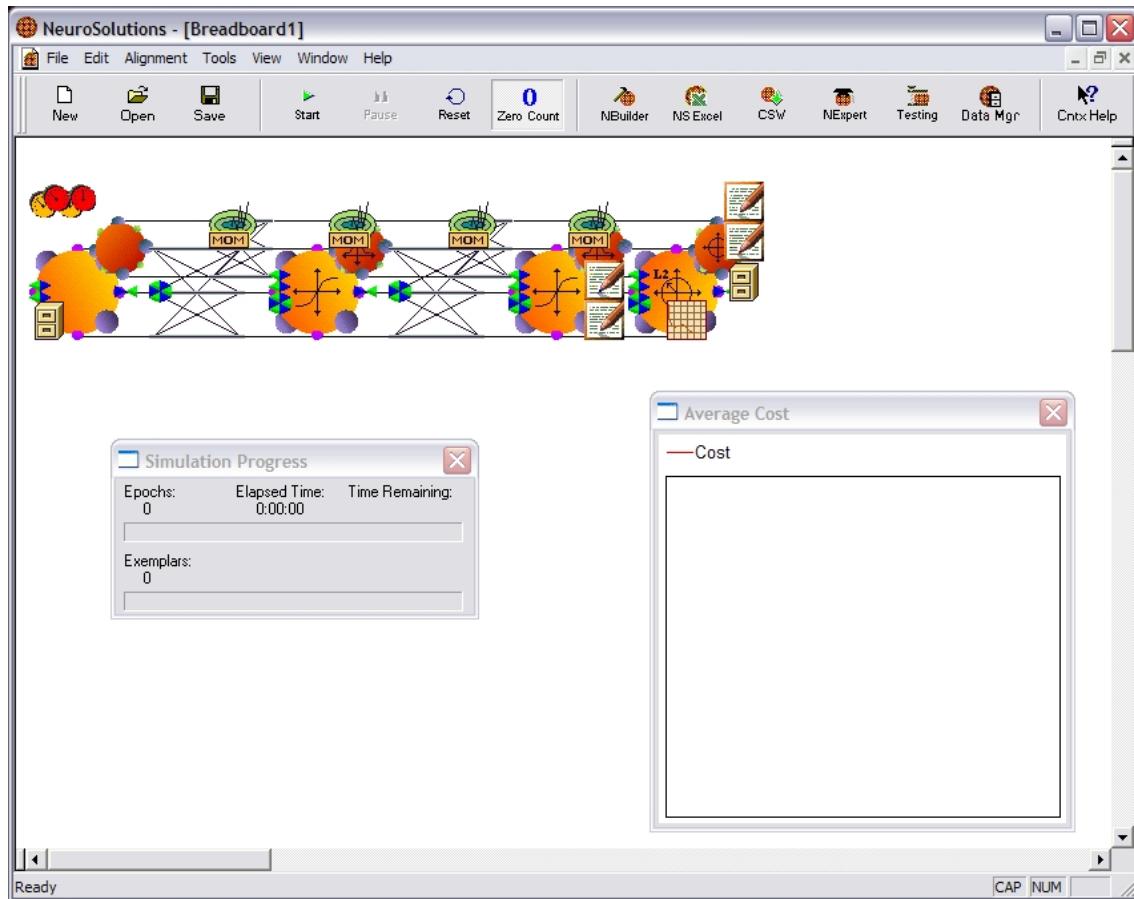 NeuroSolutions - [Breadboard1]
File Edit Alignment Tools View Window Help
New Open Save Start Pause Reset 0 Zero Count NBuilder NS Excel CSW NExpert Testing Data Mgr Cntx Help
MOM MOM MOM MOM
L2
Average Cost
Cost
Simulation Progress
Epochs: Elapsed Time: Time Remaining:
0 0:00:00
Exemplars:
0
Ready CAP NUM